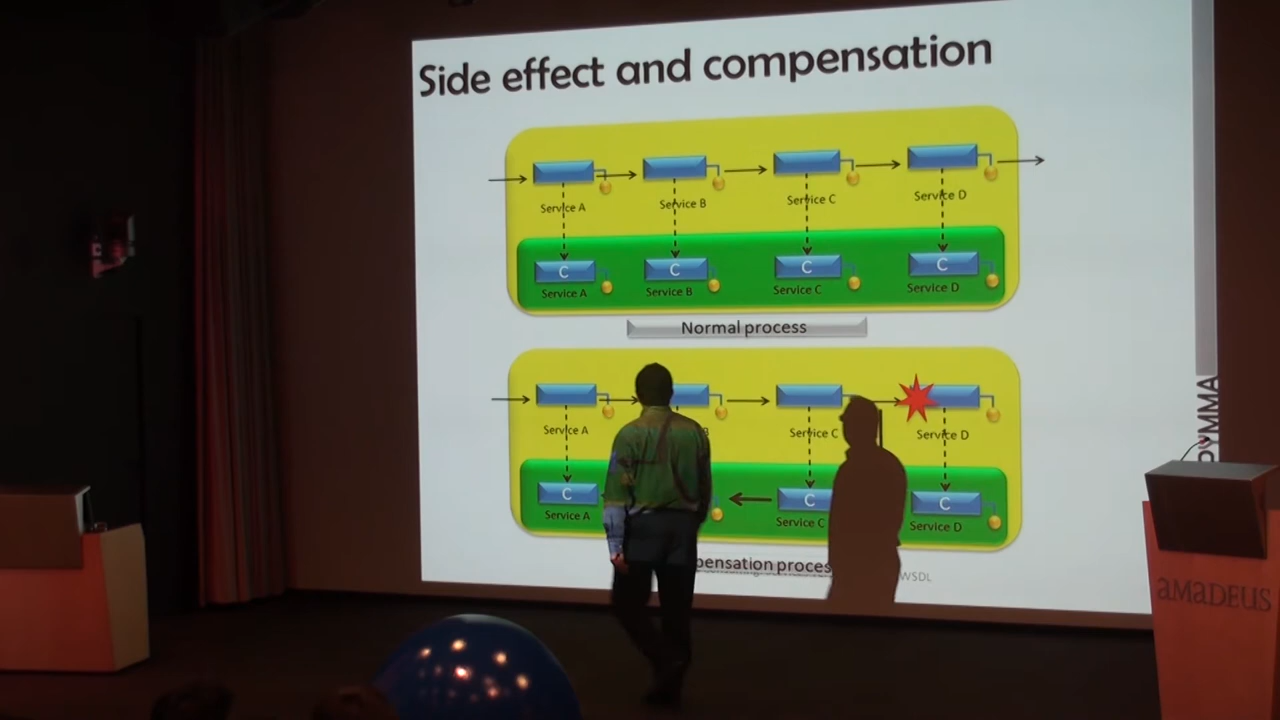 Side effect and compensation
Service A
Service B
Service C
Service D
C
C
C
C
Service A
Service B
Service C
Service D
Normal process
Service A
B
Service C
Service D
C
C
C
Service A
Service C
Service D
pensation proces
WSDL
DYMMA
amadeus